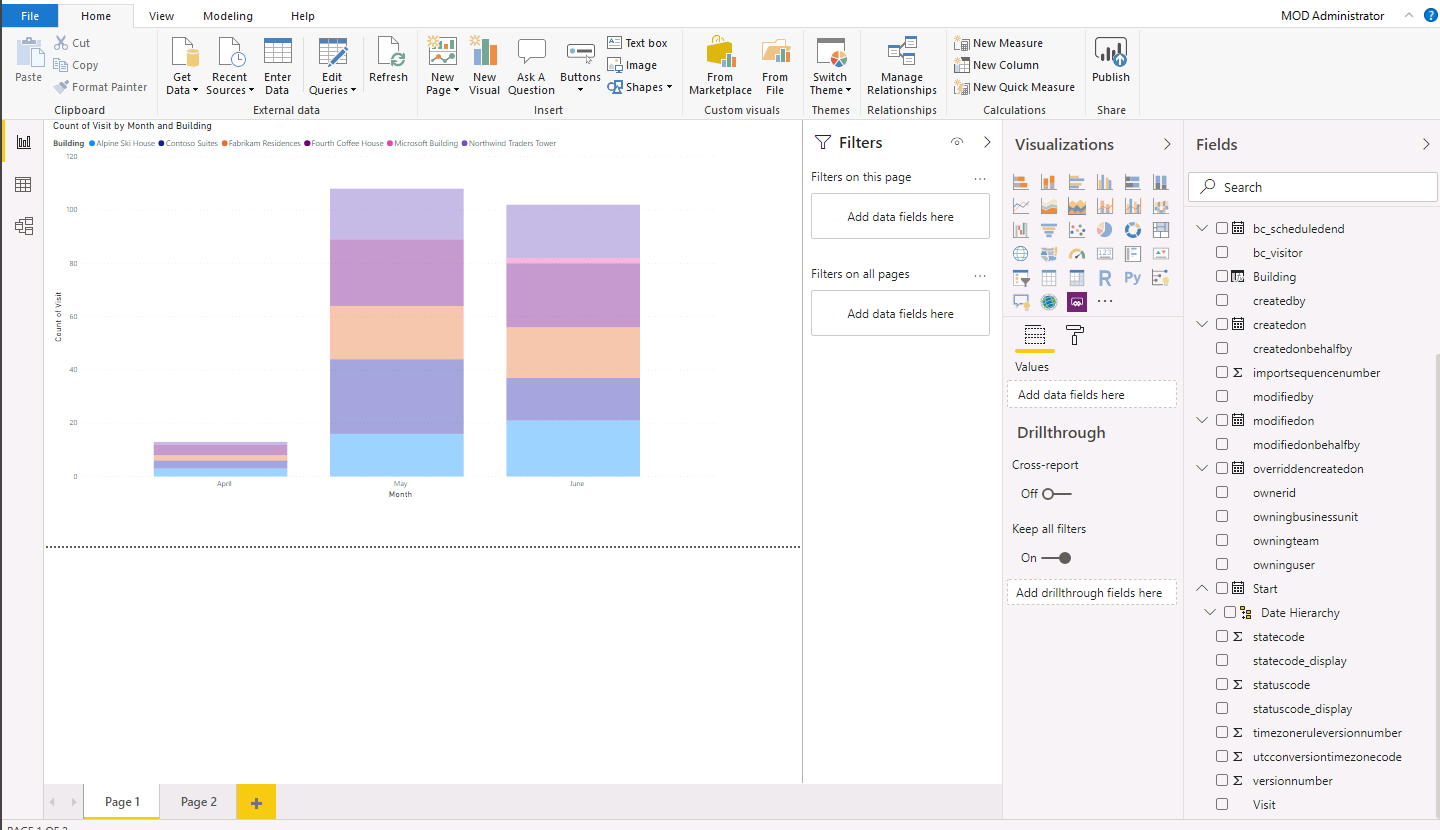 File Home View Modeling Help MOD Administrator ?
Paste
Cut
Copy
Format Painter
Clipboard
Get Data
Recent Sources
Enter Data
Edit Queries
Refresh
External data
New Page
New Visual
Ask A Question
Buttons
Text box
Image
Shapes
Insert
From Marketplace
From File
Custom visuals
Switch Theme
Themes
Manage Relationships
Relationships
New Measure
New Column
New Quick Measure
Calculations
Publish
Share
Count of Visit by Month and Building
Building Alpine Ski House Contoso Suites Fabrikam Residences Fourth Coffee House Microsoft Building Northwind Traders Tower
120
100
80
60
40
20
0
Count of Visit
April May June
Month
Filters
Filters on this page ...
Add data fields here
Filters on all pages ...
Add data fields here
Visualizations
123
R Py
...
Values
Add data fields here
Drillthrough
Cross-report
Off
Keep all filters
On
Add drillthrough fields here
Fields
Search
bc_scheduledend
bc_visitor
Building
createdby
createdon
createdonbehalfby
Σ importsequencenumber
modifiedby
modifiedon
modifiedonbehalfby
overriddencreatedon
ownerid
owningbusinessunit
owningteam
owninguser
Start
Date Hierarchy
Σ statecode
statecode_display
Σ statuscode
statuscode_display
Σ timezoneruleversionnumber
Σ utcconversiontimezonecode
Σ versionnumber
Visit
Page 1 Page 2 +
PAGE 1 OF 2